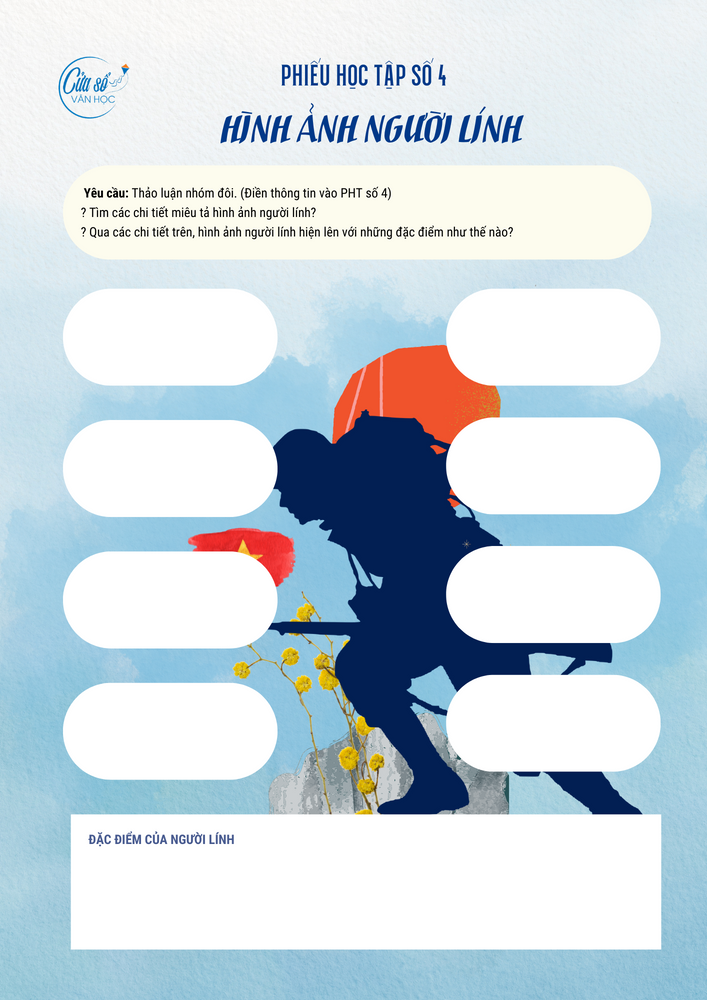 Cửa sổ
VĂN HỌC
PHIẾU HỌC TẬP SỐ 4
HÌNH ẢNH NGƯỜI LÍNH
Yêu cầu: Thảo luận nhóm đôi. (Điền thông tin vào PHT số 4)
? Tìm các chi tiết miêu tả hình ảnh người lính?
? Qua các chi tiết trên, hình ảnh người lính hiện lên với những đặc điểm như thế nào?
ĐẶC ĐIỂM CỦA NGƯỜI LÍNH